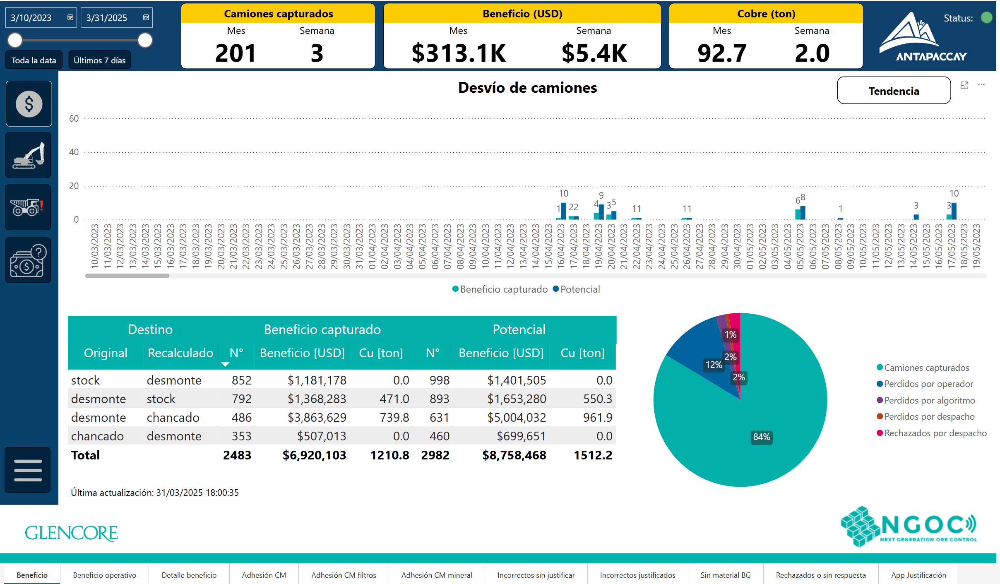 3/10/2023
3/31/2025
Toda la data
Últimos 7 días
Camiones capturados
Mes Semana
201 3
Beneficio (USD)
Mes Semana
$313.1K $5.4K
Cobre (ton)
Mes Semana
92.7 2.0
ANTAPACCAY
Status:
Desvío de camiones
Tendencia
60
40
20
0
1 10 2 2 4 9 3 5 1 1 1 1 6 8 1 3 3 10
10/03/2023 11/03/2023 12/03/2023 13/03/2023 14/03/2023 15/03/2023 16/03/2023 17/03/2023 18/03/2023 19/03/2023 20/03/2023 21/03/2023 22/03/2023 23/03/2023 24/03/2023 25/03/2023 26/03/2023 27/03/2023 28/03/2023 29/03/2023 30/03/2023 31/03/2023 01/04/2023 02/04/2023 03/04/2023 04/04/2023 05/04/2023 06/04/2023 07/04/2023 08/04/2023 09/04/2023 10/04/2023 11/04/2023 12/04/2023 13/04/2023 14/04/2023 15/04/2023 16/04/2023 17/04/2023 18/04/2023 19/04/2023 20/04/2023 21/04/2023 22/04/2023 23/04/2023 24/04/2023 25/04/2023 26/04/2023 27/04/2023 28/04/2023 29/04/2023 30/04/2023 01/05/2023 02/05/2023 03/05/2023 04/05/2023 05/05/2023 06/05/2023 07/05/2023 08/05/2023 09/05/2023 10/05/2023 11/05/2023 12/05/2023 13/05/2023 14/05/2023 15/05/2023 16/05/2023 17/05/2023 18/05/2023 19/05/2023
Beneficio capturado Potencial
Destino Beneficio capturado Potencial
Original Recalculado N° Beneficio [USD] Cu [ton] N° Beneficio [USD] Cu [ton]
stock desmonte 852 $1,181,178 0.0 998 $1,401,505 0.0
desmonte stock 792 $1,368,283 471.0 893 $1,653,280 550.3
desmonte chancado 486 $3,863,629 739.8 631 $5,004,032 961.9
chancado desmonte 353 $507,013 0.0 460 $699,651 0.0
Total 2483 $6,920,103 1210.8 2982 $8,758,468 1512.2
1%
2%
12%
2%
84%
Camiones capturados
Perdidos por operador
Perdidos por algoritmo
Perdidos por despacho
Rechazados por despacho
Última actualización: 31/03/2025 18:00:35
GLENCORE
NGOC
NEXT GENERATION ORE CONTROL
Beneficio
Beneficio operativo
Detalle beneficio
Adhesión CM
Adhesión CM filtros
Adhesión CM mineral
Incorrectos sin justificar
Incorrectos justificados
Sin material BG
Rechazados o sin respuesta
App Justificación